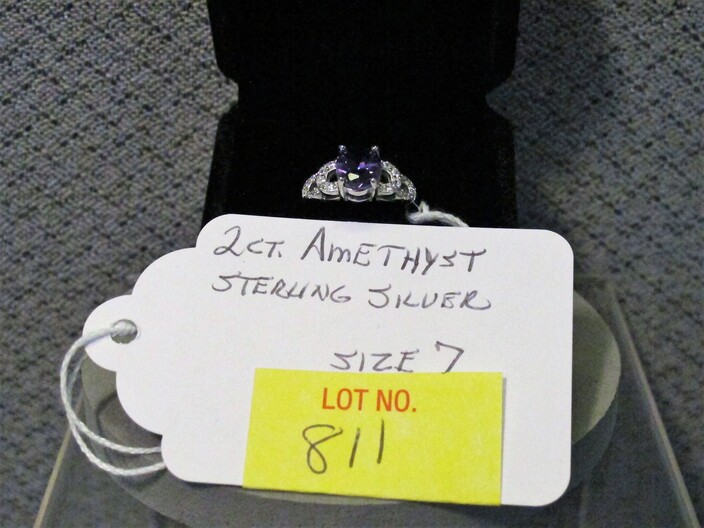 2CT. AMETHYST
STERLING SILVER
SIZE 7
LOT NO.
811